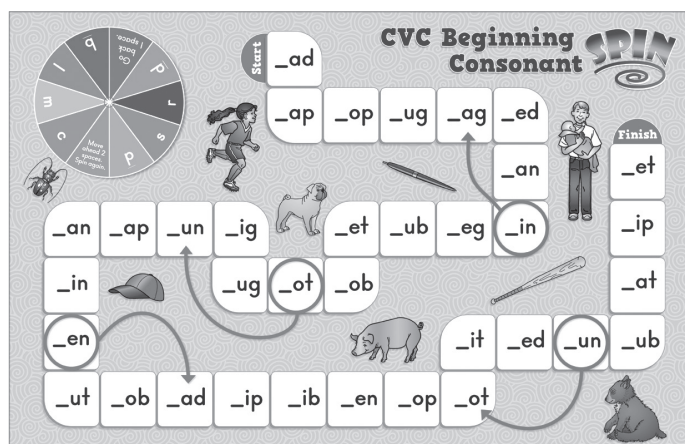 CVC Beginning
Consonant
SPIN
Go
back
1 space.
p
r
s
d
Move
ahead 2
spaces.
Spin again.
c
m
l
Start
_ad
_ap _op _ug _ag _ed
Finish
_an _et
_an _ap _un _ig _et _ub _eg _in _ip
_in _ug _ot _ob _at
_en _it _ed _un _ub
_ut _ob _ad _ip _ib _en _op _ot